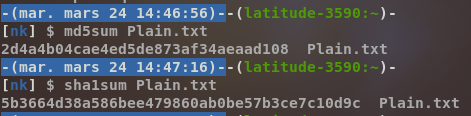 -(mar. mars 24 14:46:56)--(latitude-3590:~)-
[nk] $ md5sum Plain.txt
2d4a4b04cae4ed5de873af34aeaad108  Plain.txt
-(mar. mars 24 14:47:16)--(latitude-3590:~)-
[nk] $ sha1sum Plain.txt
5b3664d38a586bee479860ab0be57b3ce7c10d9c  Plain.txt